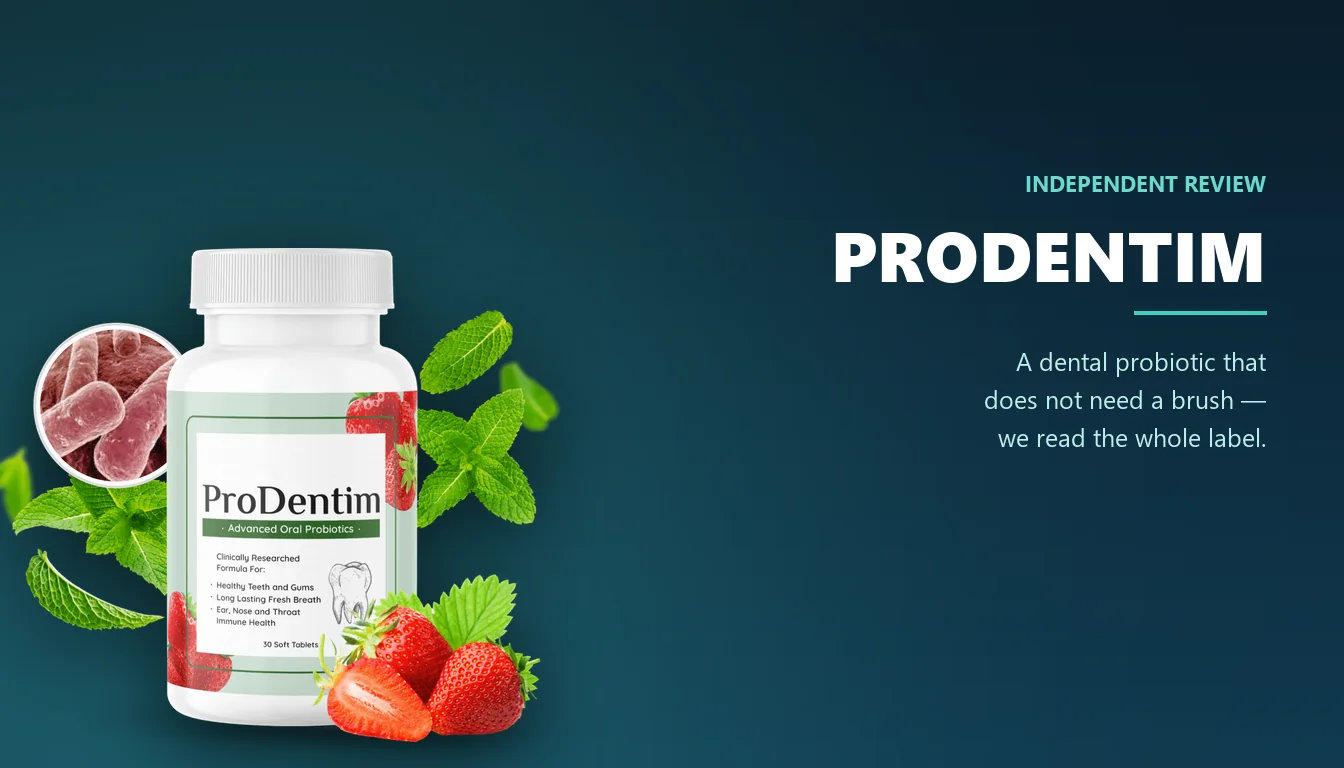 INDEPENDENT REVIEW
PRODENTIM
A dental probiotic that
does not need a brush —
we read the whole label.
ProDentim
· Advanced Oral Probiotics ·
Clinically Researched
Formula For:
· Healthy Teeth and Gums
· Long Lasting Fresh Breath
· Ear, Nose and Throat
Immune Health
30 Soft Tablets